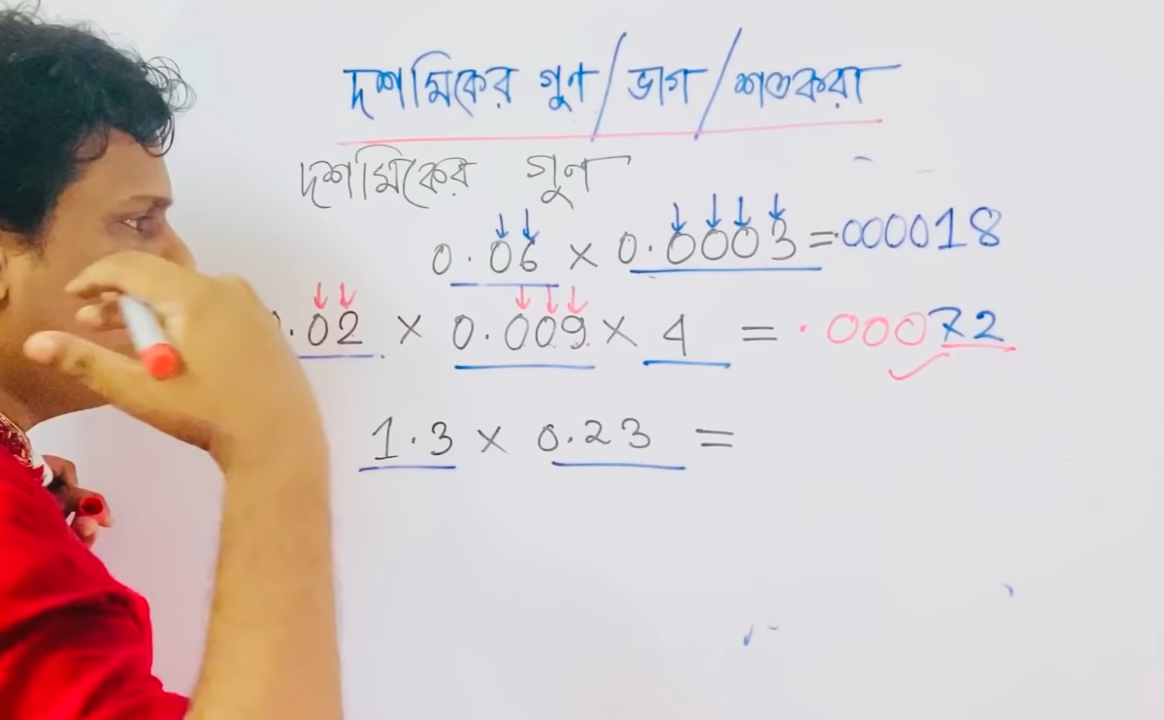 দশমিকের গুণ/ভাগ/শতকরা
দশমিকের গুণ
0.06 × 0.0003 = .000018
.02 × 0.009 × 4 = .00072
1.3 × 0.23 =